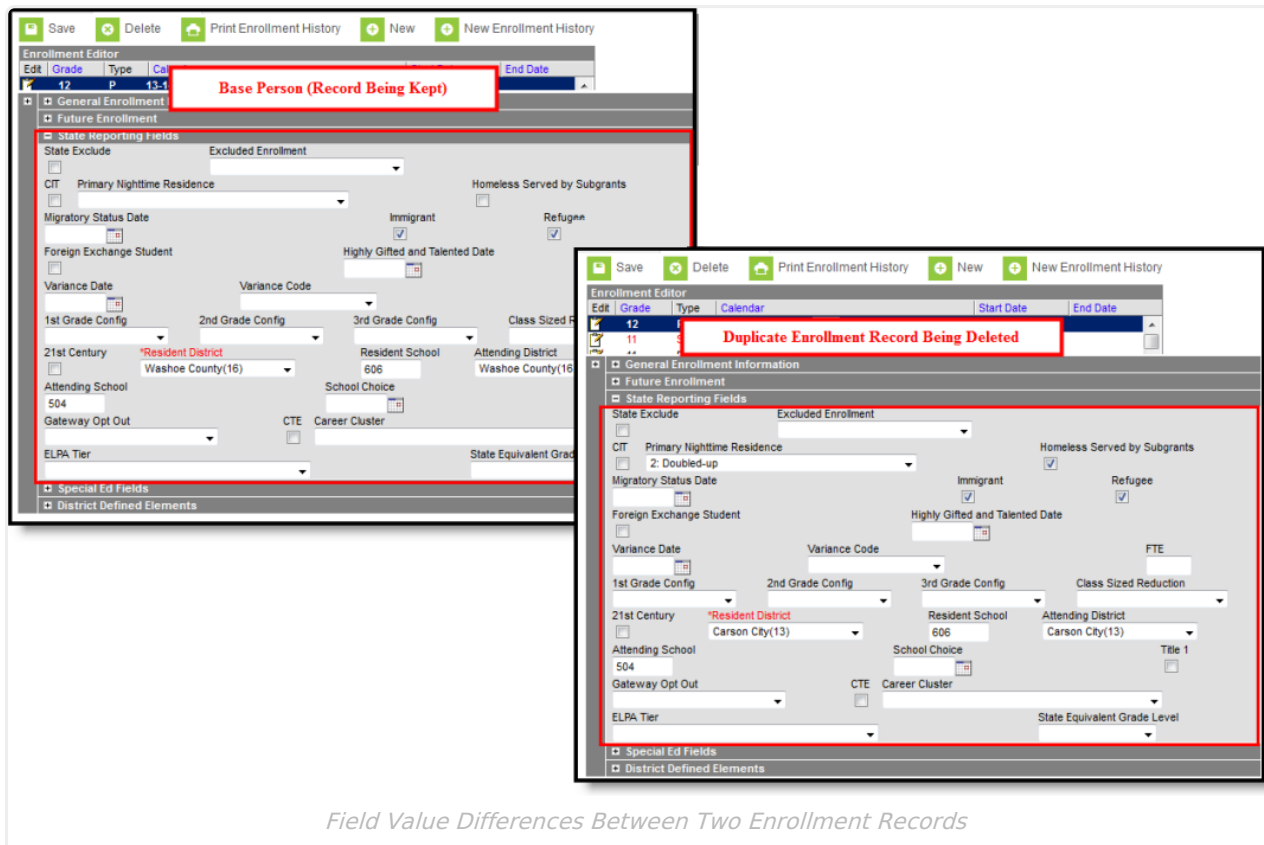 Save Delete Print Enrollment History New New Enrollment History
Enrollment Editor
Edit Grade Type End Date
12 P
Base Person (Record Being Kept)
General Enrollment
Future Enrollment
State Reporting Fields
State Exclude Excluded Enrollment
CIT Primary Nighttime Residence Homeless Served by Subgrants
Migratory Status Date Immigrant Refugee
Foreign Exchange Student Highly Gifted and Talented Date
Variance Date Variance Code
1st Grade Config 2nd Grade Config 3rd Grade Config Class Sized R
21st Century *Resident District Resident School Attending District
Washoe County(16) 606 Washoe County(16
Attending School School Choice
504
Gateway Opt Out CTE Career Cluster
ELPA Tier State Equivalent Grad
Special Ed Fields
District Defined Elements
Save Delete Print Enrollment History New New Enrollment History
Enrollment Editor
Edit Grade Type Calendar Start Date End Date
12
11
Duplicate Enrollment Record Being Deleted
General Enrollment Information
Future Enrollment
State Reporting Fields
State Exclude Excluded Enrollment
CIT Primary Nighttime Residence Homeless Served by Subgrants
2: Doubled-up
Migratory Status Date Immigrant Refugee
Foreign Exchange Student Highly Gifted and Talented Date
Variance Date Variance Code FTE
1st Grade Config 2nd Grade Config 3rd Grade Config Class Sized Reduction
21st Century *Resident District Resident School Attending District
Carson City(13) 606 Carson City(13)
Attending School School Choice Title 1
504
Gateway Opt Out CTE Career Cluster
ELPA Tier State Equivalent Grade Level
Special Ed Fields
District Defined Elements
Field Value Differences Between Two Enrollment Records